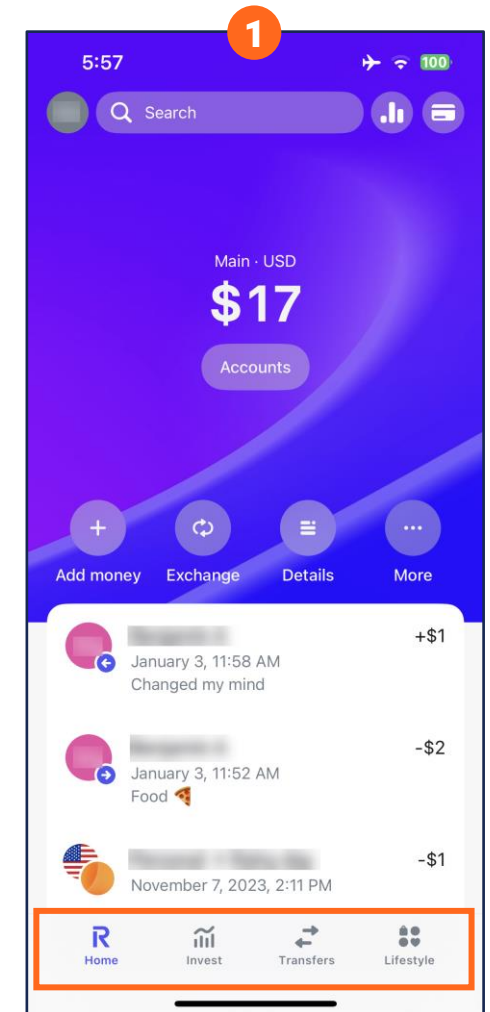 1
5:57
100
Search
Main · USD
$17
Accounts
Add money Exchange Details More
+$1
January 3, 11:58 AM
Changed my mind
-$2
January 3, 11:52 AM
Food 🍕
-$1
November 7, 2023, 2:11 PM
Home Invest Transfers Lifestyle